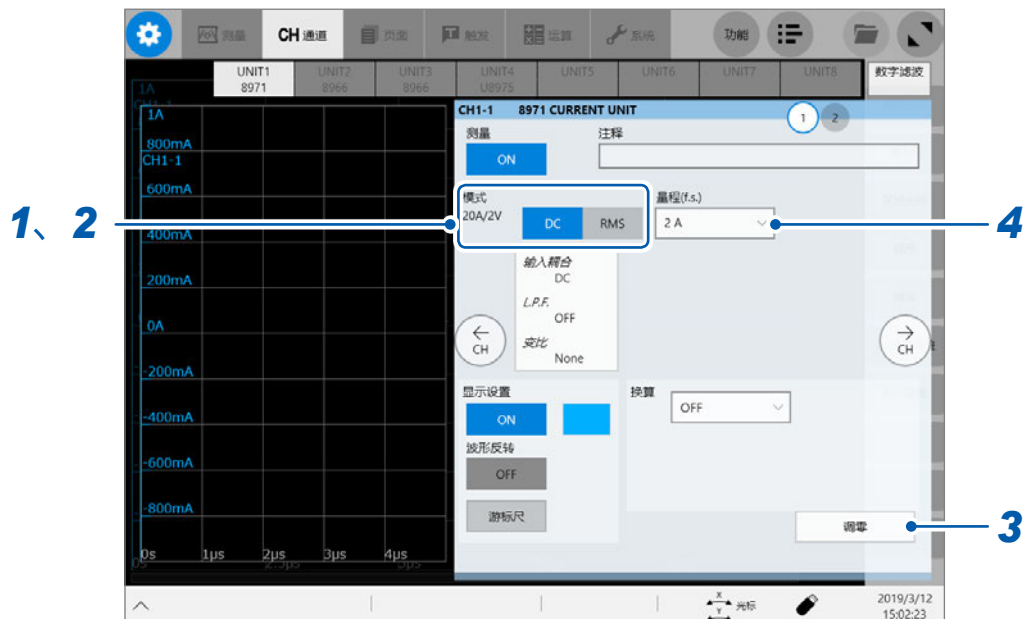 测量 CH 通道 页面 触发 运算 系统 功能
UNIT1 UNIT2 UNIT3 UNIT4 UNIT5 UNIT6 UNIT7 UNIT8 数字滤波
8971 8966 8966 U8975
1A
CH1-1 8971 CURRENT UNIT 1 2
1A
测量 注释
800mA
ON
CH1-1
600mA
模式 量程(f.s.)
20A/2V DC RMS 2 A
1、2
4
400mA
输入耦合
DC
200mA
L.P.F.
OFF
0A
变比
None
← CH
→ CH
-200mA
显示设置 换算
ON OFF
-400mA
波形反转
-600mA
OFF
-800mA
游标尺
调零
3
0s 1μs 2μs 3μs 4μs
X Y 光标
2019/3/12
15:02:23